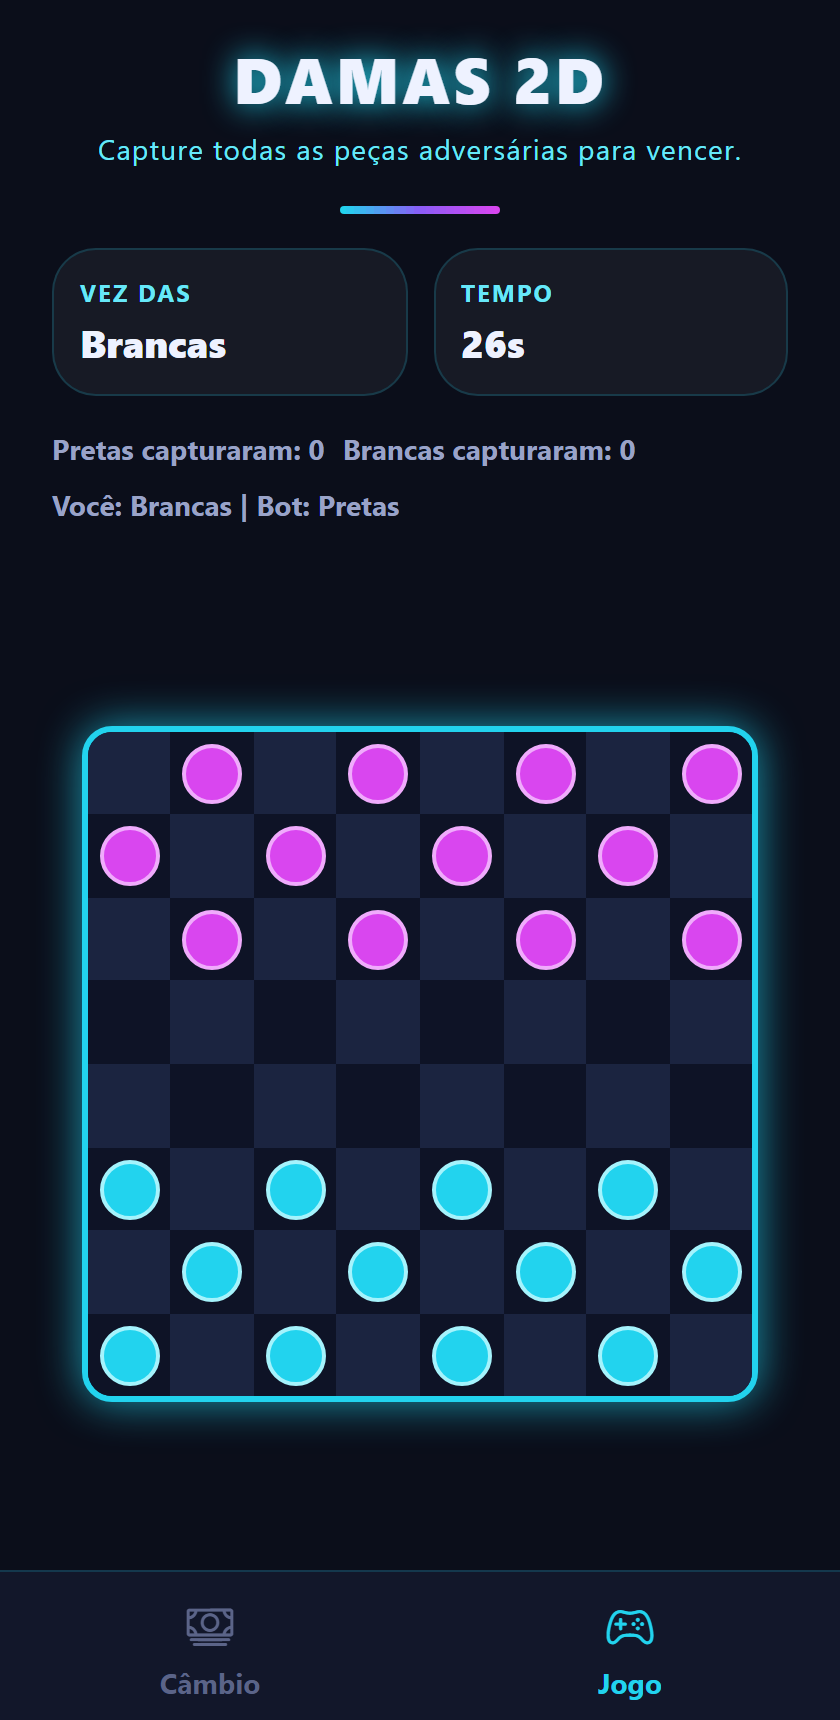 DAMAS 2D
Capture todas as peças adversárias para vencer.
VEZ DAS
Brancas
TEMPO
26s
Pretas capturaram: 0 Brancas capturaram: 0
Você: Brancas | Bot: Pretas
Câmbio
Jogo